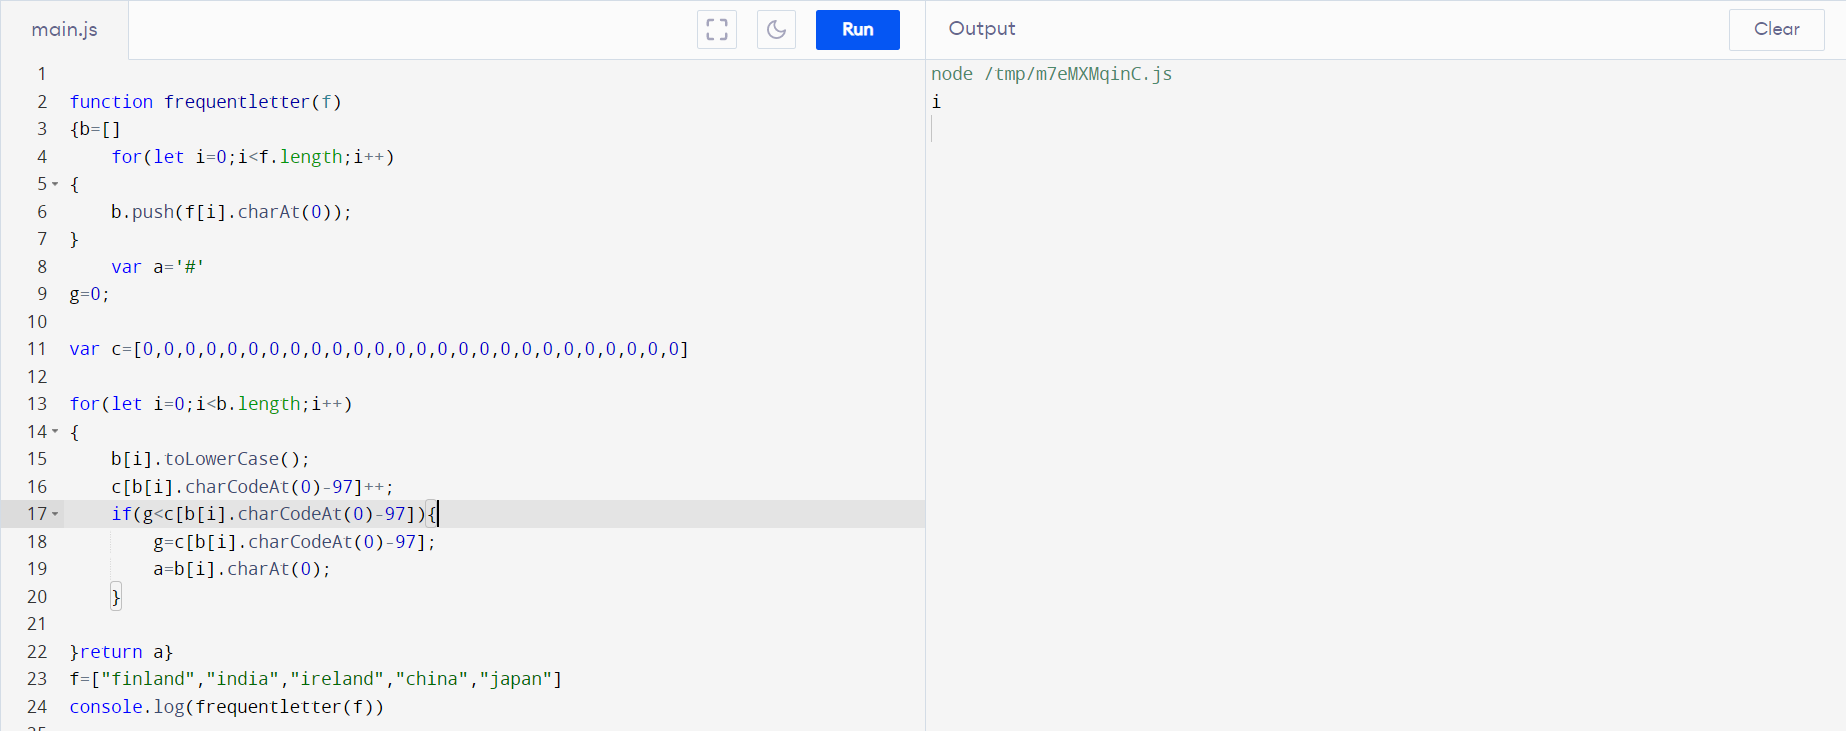 main.js
Run
Output
Clear
1
2 function frequentletter(f)
3 {b=[]
4 for(let i=0;i<f.length;i++)
5 {
6 b.push(f[i].charAt(0));
7 }
8 var a='#'
9 g=0;
10
11 var c=[0,0,0,0,0,0,0,0,0,0,0,0,0,0,0,0,0,0,0,0,0,0,0,0,0,0]
12
13 for(let i=0;i<b.length;i++)
14 {
15 b[i].toLowerCase();
16 c[b[i].charCodeAt(0)-97]++;
17 if(g<c[b[i].charCodeAt(0)-97]){
18 g=c[b[i].charCodeAt(0)-97];
19 a=b[i].charAt(0);
20 }
21
22 }return a}
23 f=["finland","india","ireland","china","japan"]
24 console.log(frequentletter(f))
node /tmp/m7eMXMqinC.js
i